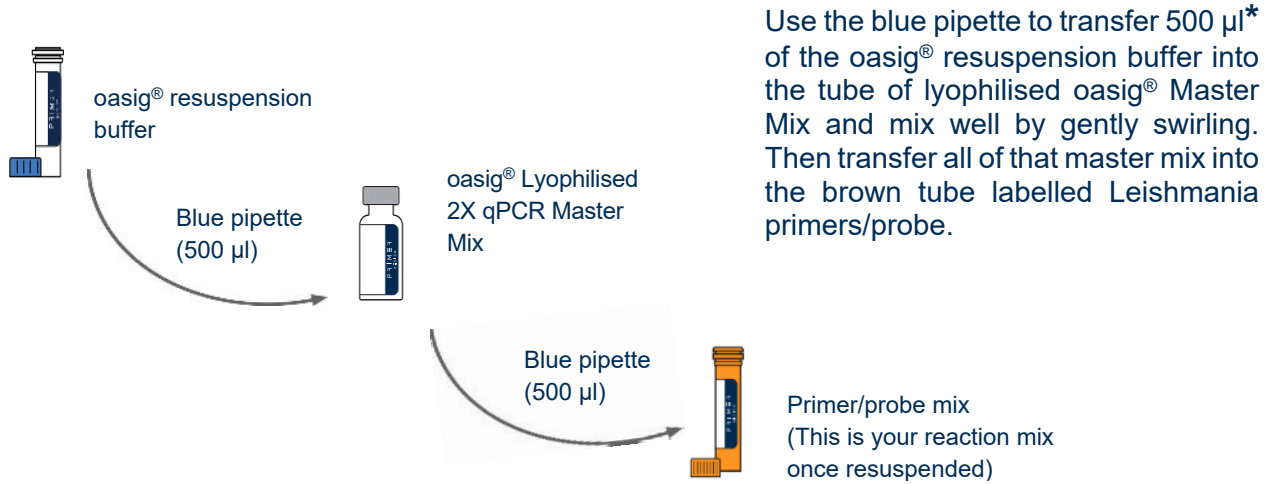 Use the blue pipette to transfer 500 µl*
of the oasig® resuspension buffer into
the tube of lyophilised oasig® Master
Mix and mix well by gently swirling.
Then transfer all of that master mix into
the brown tube labelled Leishmania
primers/probe.
oasig® resuspension
buffer
Blue pipette
(500 µl)
oasig® Lyophilised
2X qPCR Master
Mix
Blue pipette
(500 µl)
Primer/probe mix
(This is your reaction mix
once resuspended)
PRIMER
PRIMER
PRIMER